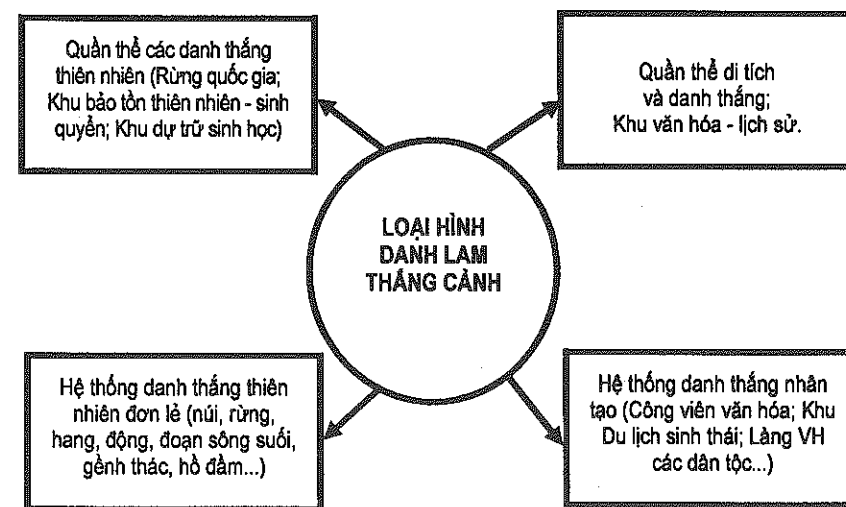 Quần thể các danh thắng
thiên nhiên (Rừng quốc gia;
Khu bảo tồn thiên nhiên - sinh
quyển; Khu dự trữ sinh học)
Quần thể di tích
và danh thắng;
Khu văn hóa - lịch sử.
LOẠI HÌNH
DANH LAM
THẮNG CẢNH
Hệ thống danh thắng thiên
nhiên đơn lẻ (núi, rừng,
hang, động, đoạn sông suối,
gềnh thác, hồ đầm...)
Hệ thống danh thắng nhân
tạo (Công viên văn hóa; Khu
Du lịch sinh thái; Làng VH
các dân tộc...)